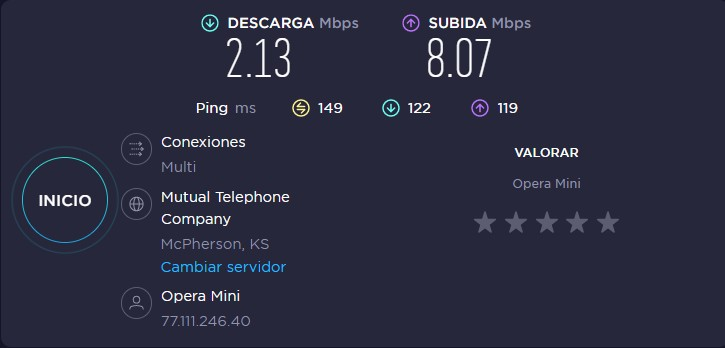 DESCARGA Mbps
2.13
SUBIDA Mbps
8.07
Ping ms 149 122 119
INICIO
Conexiones
Multi
Mutual Telephone
Company
McPherson, KS
Cambiar servidor
Opera Mini
77.111.246.40
VALORAR
Opera Mini